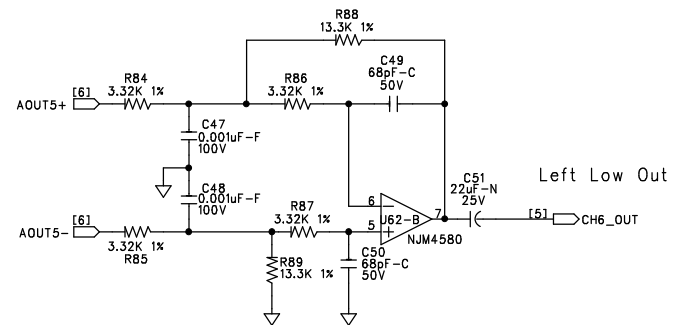 R88
13.3K 1%
C49
68pF-C
50V
R84
3.32K 1%
R86
3.32K 1%
[6]
AOUT5+
C47
0.001uF-F
100V
C48
0.001uF-F
100V
C51
22uF-N
25V
Left Low Out
R87
3.32K 1%
6
5
7
U62-B
NJM4580
[5]
CH6_OUT
[6]
AOUT5-
3.32K 1%
R85
R89
13.3K 1%
C50
68pF-C
50V